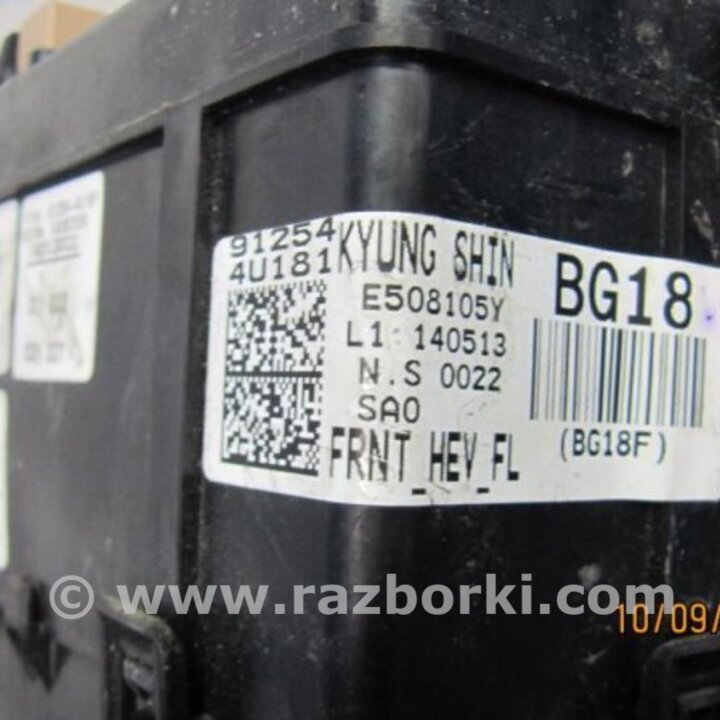 91254
4U181
KYUNG SHIN
E508105Y
L1 140513
N.S 0022
SA0
FRNT_HEV_FL
BG18
(BG18F)
© www.razborki.com
10/09/